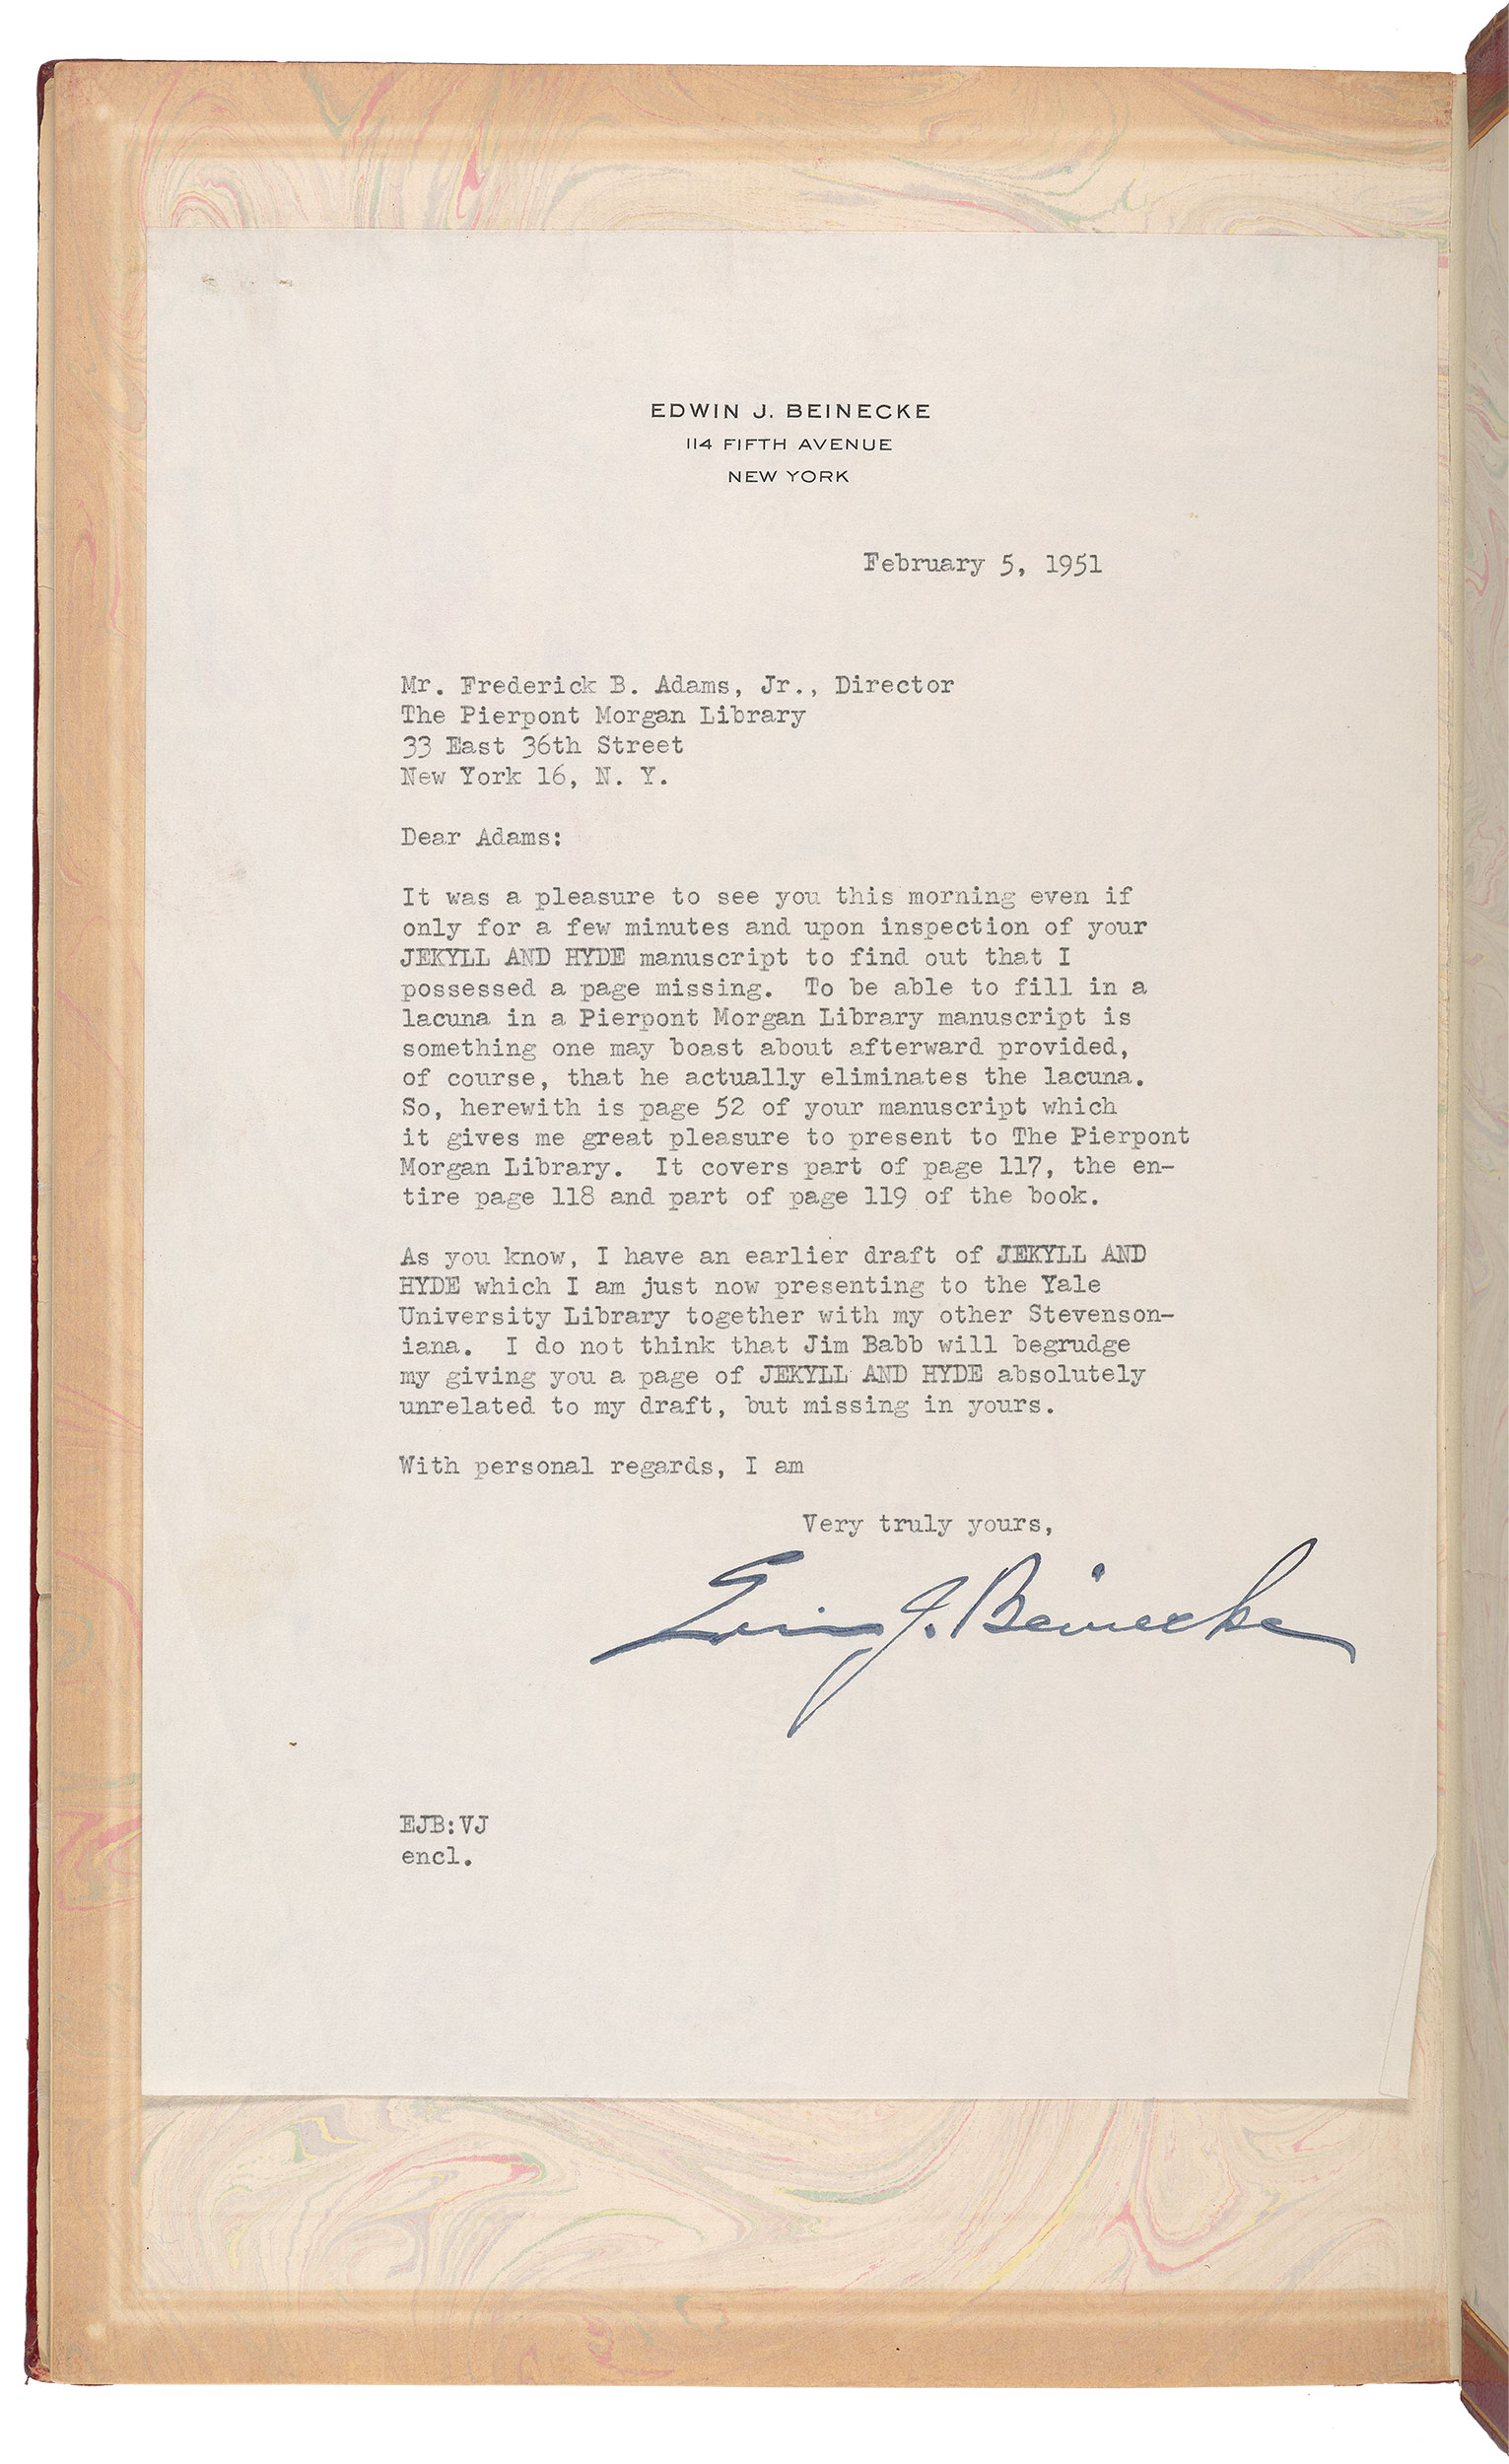 EDWIN J. BEINECKE
114 FIFTH AVENUE
NEW YORK
February 5, 1951
Mr. Frederick B. Adams, Jr., Director
The Pierpont Morgan Library
33 East 36th Street
New York 16, N. Y.
Dear Adams:
It was a pleasure to see you this morning even if
only for a few minutes and upon inspection of your
JEKYLL AND HYDE manuscript to find out that I
possessed a page missing. To be able to fill in a
lacuna in a Pierpont Morgan Library manuscript is
something one may boast about afterward provided,
of course, that he actually eliminates the lacuna.
So, herewith is page 52 of your manuscript which
it gives me great pleasure to present to The Pierpont
Morgan Library. It covers part of page 117, the en-
tire page 118 and part of page 119 of the book.
As you know, I have an earlier draft of JEKYLL AND
HYDE which I am just now presenting to the Yale
University Library together with my other Stevenson-
iana. I do not think that Jim Babb will begrudge
my giving you a page of JEKYLL AND HYDE absolutely
unrelated to my draft, but missing in yours.
With personal regards, I am
Very truly yours,
Edwin J. Beinecke
EJB:VJ
encl.